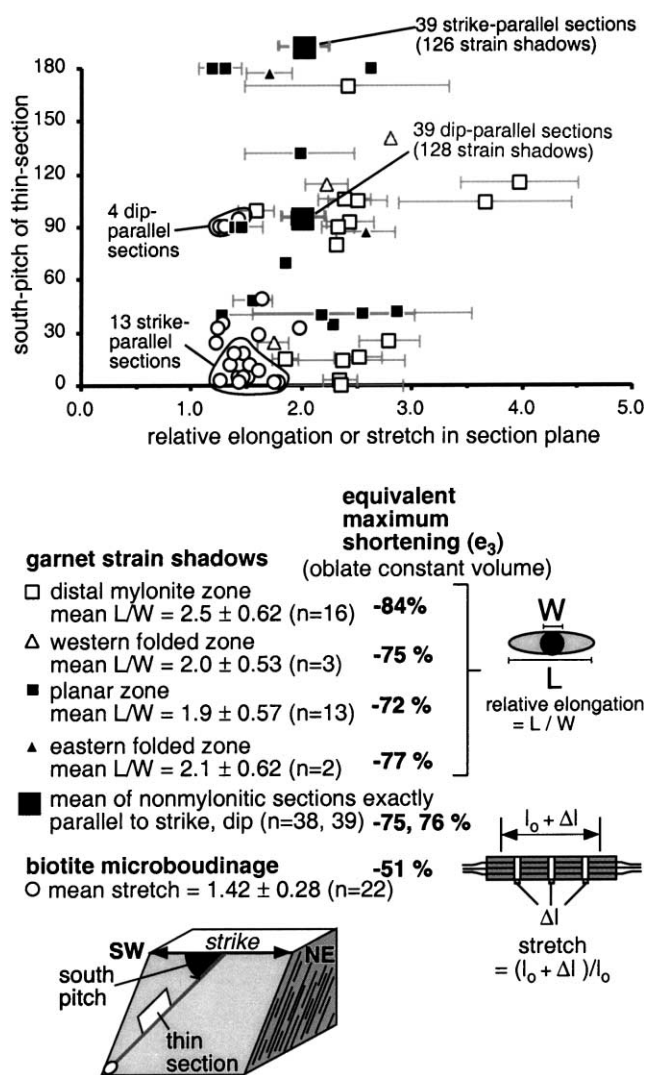 39 strike-parallel sections
(126 strain shadows)
180
150
120
90
60
30
0
south-pitch of thin-section
39 dip-parallel sections
(128 strain shadows)
4 dip-
parallel
sections
13 strike-
parallel
sections
0.0 1.0 2.0 3.0 4.0 5.0
relative elongation or stretch in section plane
equivalent
maximum
shortening (e₃)
(oblate constant volume)
garnet strain shadows
distal mylonite zone
mean L/W = 2.5 ± 0.62 (n=16) -84%
western folded zone
mean L/W = 2.0 ± 0.53 (n=3) -75 %
planar zone
mean L/W = 1.9 ± 0.57 (n=13) -72 %
eastern folded zone
mean L/W = 2.1 ± 0.62 (n=2) -77 %
W
L
relative elongation
= L / W
mean of nonmylonitic sections exactly
parallel to strike, dip (n=38, 39) -75, 76 %
biotite microboudinage -51 %
mean stretch = 1.42 ± 0.28 (n=22)
l₀ + Δl
Δl
stretch
= (l₀ + Δl )/l₀
SW strike NE
south
pitch
thin
section